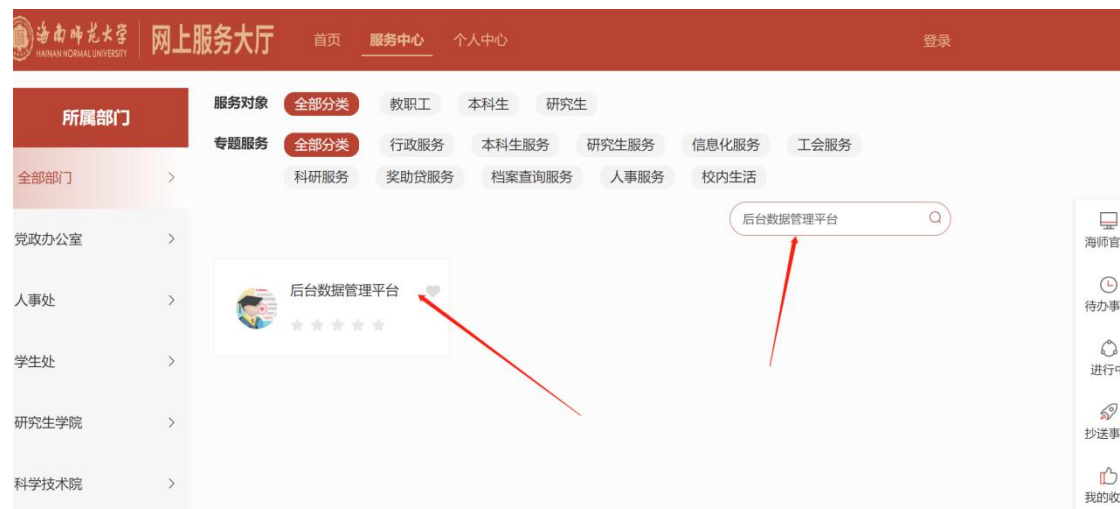 海南师范大学 网上服务大厅 首页 服务中心 个人中心 登录
HAINAN NORMAL UNIVERSITY
所属部门
全部部门
党政办公室
人事处
学生处
研究生学院
科学技术院
服务对象 全部分类 教职工 本科生 研究生
专题服务 全部分类 行政服务 本科生服务 研究生服务 信息化服务 工会服务
科研服务 奖助贷服务 档案查询服务 人事服务 校内生活
后台数据管理平台
后台数据管理平台
海师官
待办事
进行中
抄送事
我的收